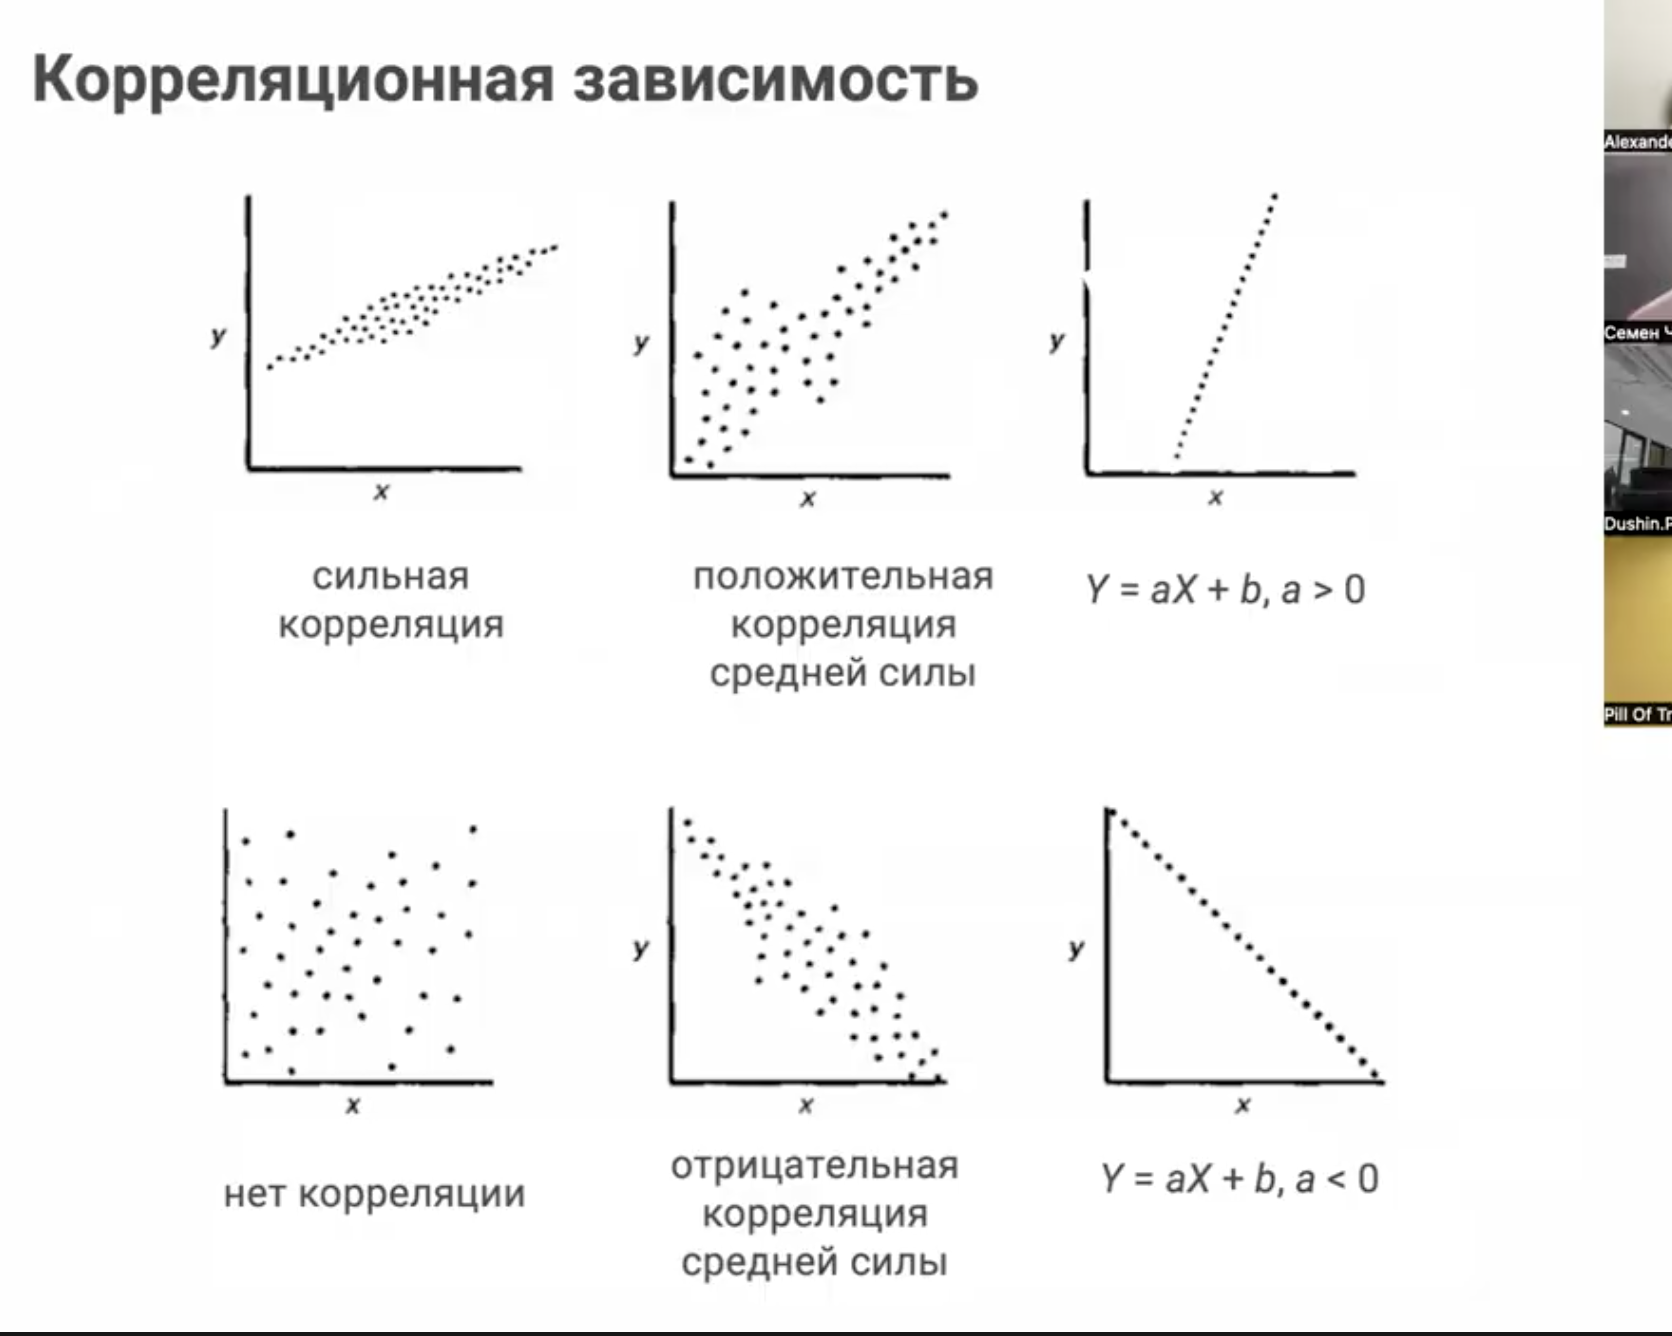 Корреляционная зависимость
y
x
y
x
y
x
сильная
корреляция
положительная
корреляция
средней силы
Y = aX + b, a > 0
x
y
x
y
x
нет корреляции
отрицательная
корреляция
средней силы
Y = aX + b, a < 0
Alexande
Семен Ч
Dushin.P
Pill Of Tr